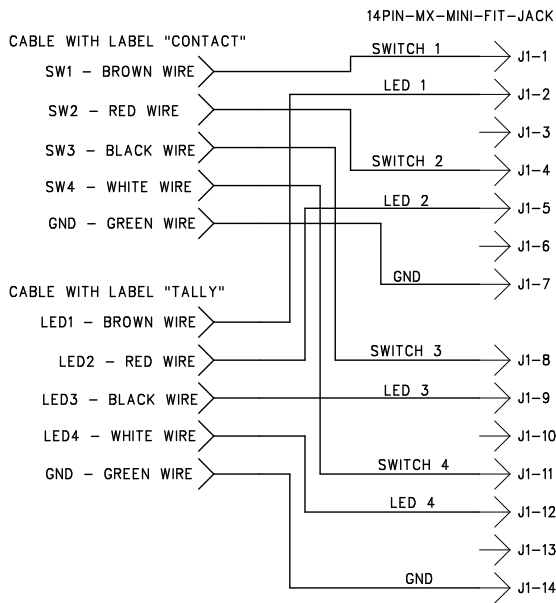 14PIN-MX-MINI-FIT-JACK
CABLE WITH LABEL "CONTACT"
SW1 - BROWN WIRE
SW2 - RED WIRE
SW3 - BLACK WIRE
SW4 - WHITE WIRE
GND - GREEN WIRE
CABLE WITH LABEL "TALLY"
LED1 - BROWN WIRE
LED2 - RED WIRE
LED3 - BLACK WIRE
LED4 - WHITE WIRE
GND - GREEN WIRE
SWITCH 1 J1-1
LED 1 J1-2
J1-3
SWITCH 2 J1-4
LED 2 J1-5
J1-6
GND J1-7
SWITCH 3 J1-8
LED 3 J1-9
J1-10
SWITCH 4 J1-11
LED 4 J1-12
J1-13
GND J1-14